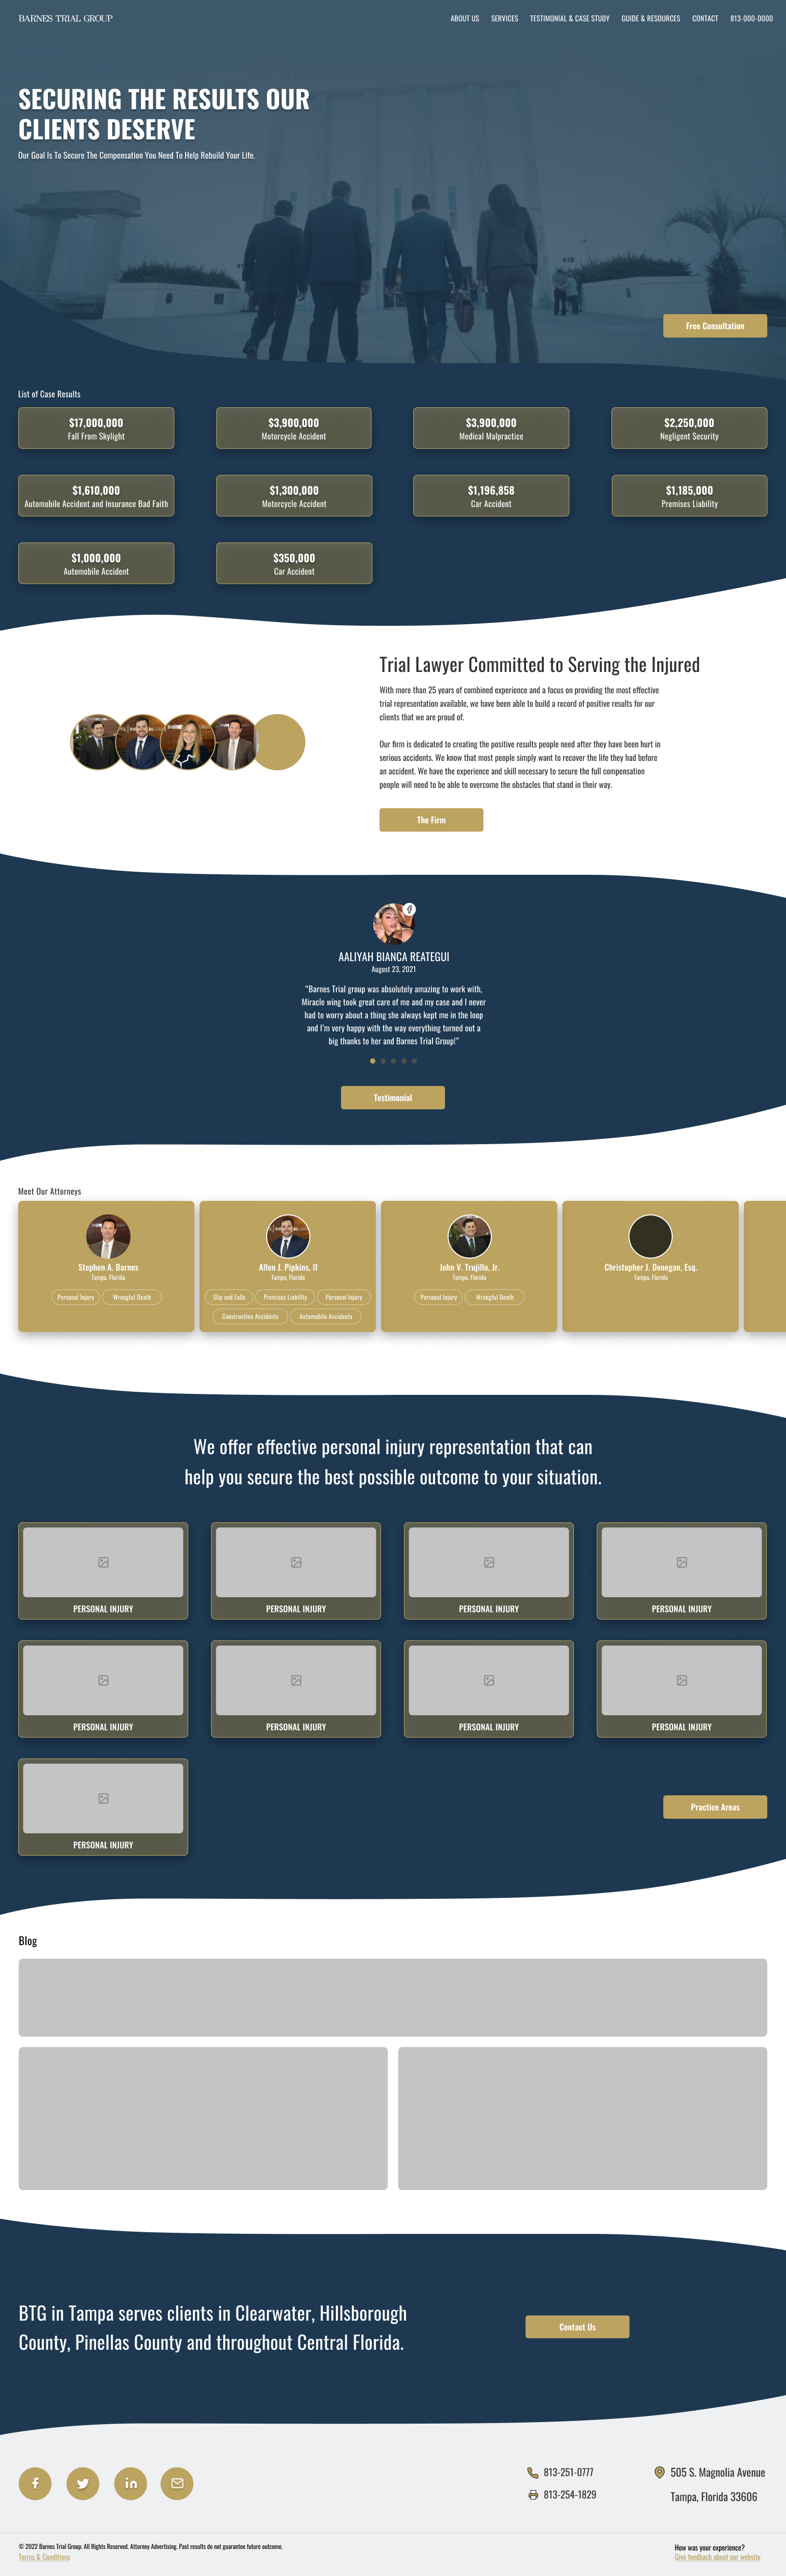 BARNES TRIAL GROUP
ABOUT US SERVICES TESTIMONIAL & CASE STUDY GUIDE & RESOURCES CONTACT 813-000-0000
SECURING THE RESULTS OUR
CLIENTS DESERVE
Our Goal Is To Secure The Compensation You Need To Help Rebuild Your Life.
Free Consultation
List of Case Results
$17,000,000
Fall From Skylight
$3,900,000
Motorcycle Accident
$3,900,000
Medical Malpractice
$2,250,000
Negligent Security
$1,610,000
Automobile Accident and Insurance Bad Faith
$1,300,000
Motorcycle Accident
$1,196,858
Car Accident
$1,185,000
Premises Liability
$1,000,000
Automobile Accident
$350,000
Car Accident
Trial Lawyer Committed to Serving the Injured
With more than 25 years of combined experience and a focus on providing the most effective
trial representation available, we have been able to build a record of positive results for our
clients that we are proud of.
Our firm is dedicated to creating the positive results people need after they have been hurt in
serious accidents. We know that most people simply want to recover the life they had before
an accident. We have the experience and skill necessary to secure the full compensation
people will need to be able to overcome the obstacles that stand in their way.
The Firm
AALIYAH BIANCA REATEGUI
August 23, 2021
“Barnes Trial group was absolutely amazing to work with,
Miracle wing took great care of me and my case and I never
had to worry about a thing she always kept me in the loop
and I'm very happy with the way everything turned out a
big thanks to her and Barnes Trial Group!”
Testimonial
Meet Our Attorneys
Stephen A. Barnes
Tampa, Florida
Personal Injury Wrongful Death
Allen J. Pipkins, II
Tampa, Florida
Slip and Falls Premises Liability Personal Injury
Construction Accidents Automobile Accidents
John V. Trujillo, Jr.
Tampa, Florida
Personal Injury Wrongful Death
Christopher J. Donegan, Esq.
Tampa, Florida
We offer effective personal injury representation that can
help you secure the best possible outcome to your situation.
PERSONAL INJURY
PERSONAL INJURY
PERSONAL INJURY
PERSONAL INJURY
PERSONAL INJURY
PERSONAL INJURY
PERSONAL INJURY
PERSONAL INJURY
PERSONAL INJURY
Practice Areas
Blog
BTG in Tampa serves clients in Clearwater, Hillsborough
County, Pinellas County and throughout Central Florida.
Contact Us
813-251-0777
813-254-1829
505 S. Magnolia Avenue
Tampa, Florida 33606
© 2022 Barnes Trial Group. All Rights Reserved. Attorney Advertising. Past results do not guarantee future outcome.
Terms & Conditions
How was your experience?
Give feedback about our website